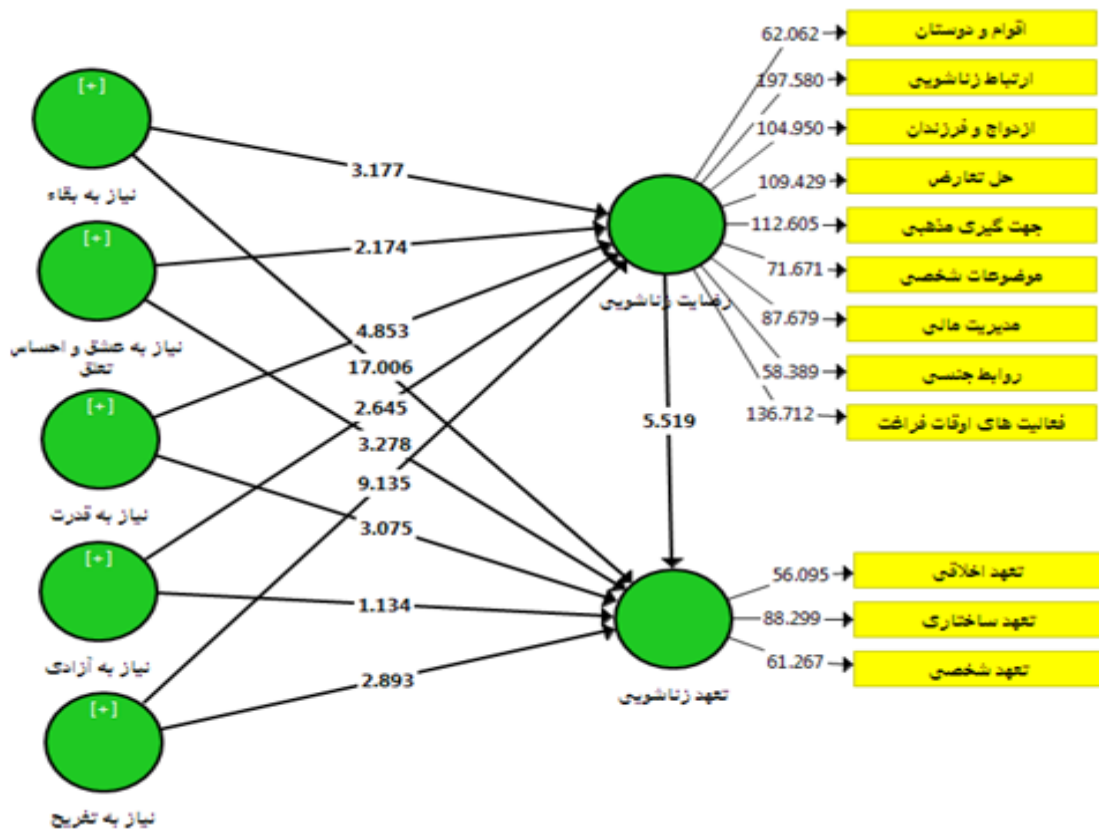 [+]
نیاز به بقاء
[+]
نیاز به عشق و احساس
تعلق
نیاز به قدرت
[+]
نیاز به آزادی
[+]
نیاز به تفریح
3.177
2.174
4.853
17.006
2.645
3.278
9.135
3.075
1.134
2.893
رضایت زناشویی
5.519
تعهد زناشویی
62.062
اقوام و دوستان
197.580
ارتباط زناشویی
104.950
ازدواج و فرزندان
109.429
حل تعارض
112.605
جهت گیری مذهبی
71.671
موضوعات شخصی
87.679
مدیریت مالی
58.389
روابط جنسی
136.712
فعالیت های اوقات فراغت
56.095
تعهد اخلاقی
88.299
تعهد ساختاری
61.267
تعهد شخصی